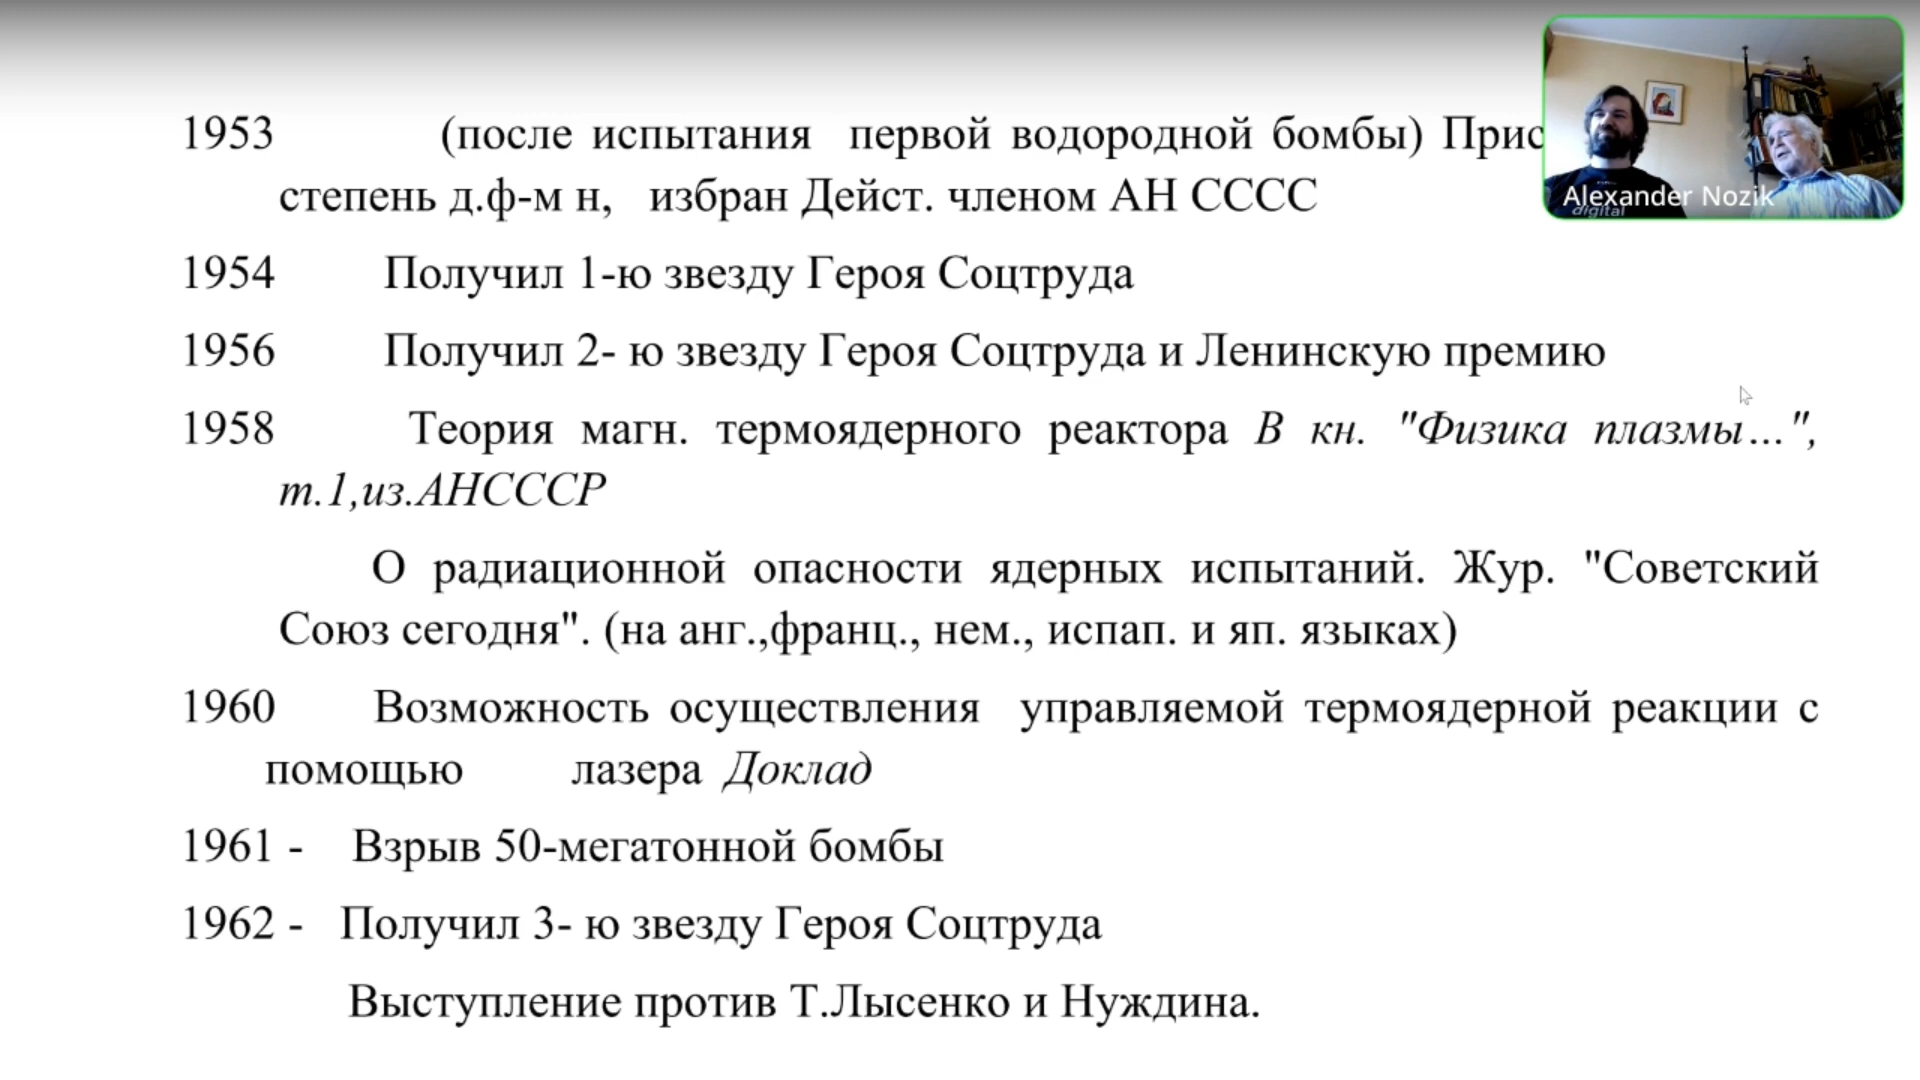 1953 (после испытания первой водородной бомбы)
степень д.ф-м н, избран Дейст. членом АН СССС
1954 Получил 1-ю звезду Героя Соцтруда
1956 Получил 2- ю звезду Героя Соцтруда и Ленинскую премию
1958 Теория магн. термоядерного реактора В кн. "Физика плазмы...",
т.1,из.АНСССР
О радиационной опасности ядерных испытаний. Жур. "Советский
Союз сегодня". (на анг.,франц., нем., испап. и яп. языках)
1960 Возможность осуществления управляемой термоядерной реакции с
помощью лазера Доклад
1961 - Взрыв 50-мегатонной бомбы
1962 - Получил 3- ю звезду Героя Соцтруда
Выступление против Т.Лысенко и Нуждина.
Alexander Nozik
digital